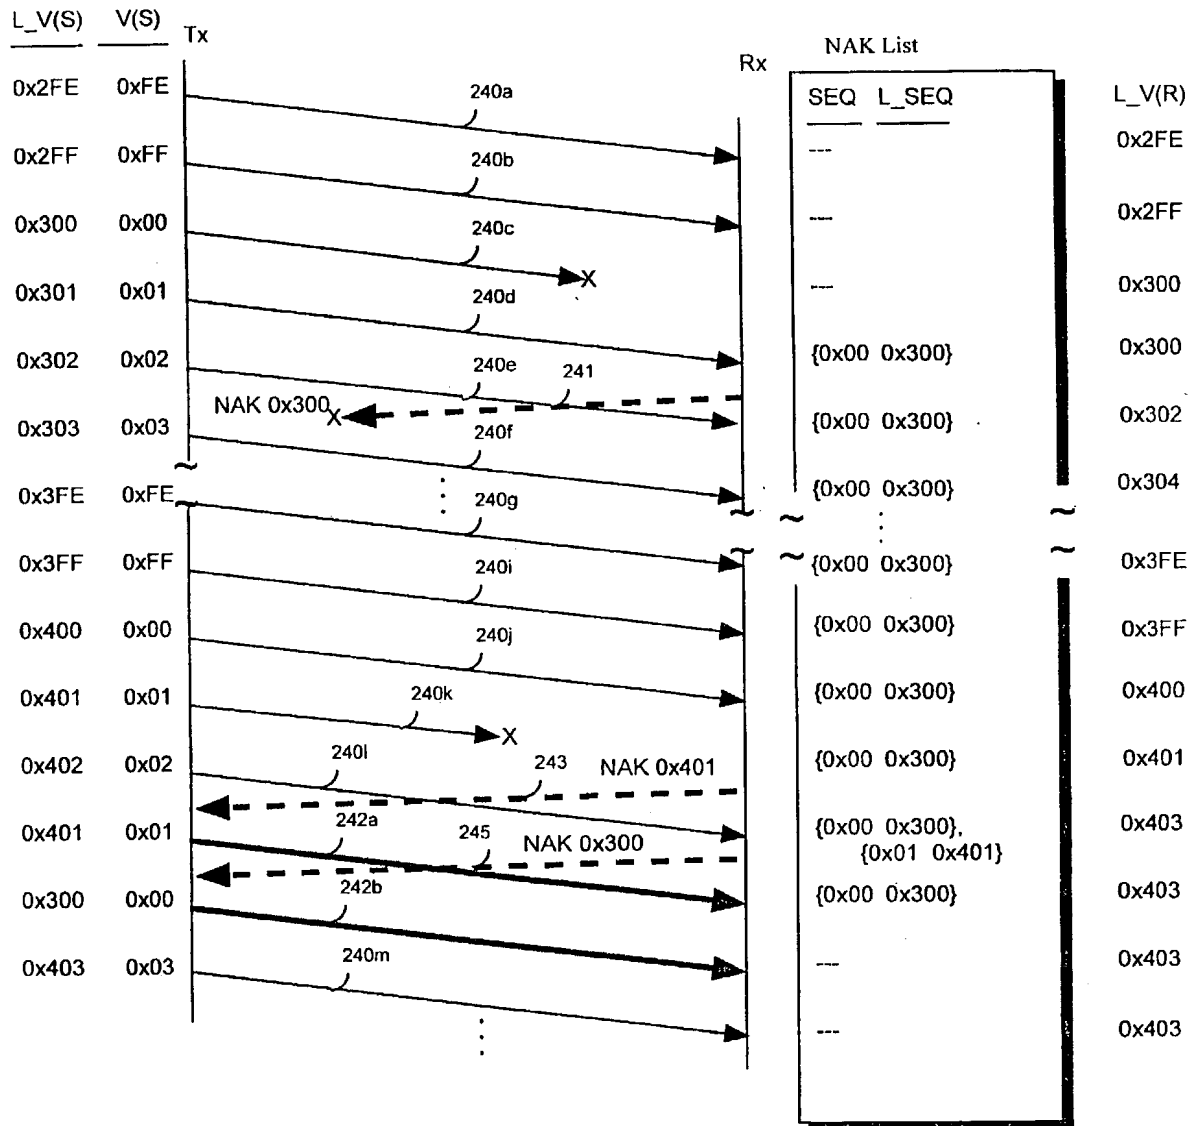 L_V(S) V(S) Tx
Rx
NAK List
SEQ L_SEQ
L_V(R)
0x2FE 0xFE 240a --- 0x2FE
0x2FF 0xFF 240b --- 0x2FF
0x300 0x00 240c X --- 0x300
0x301 0x01 240d {0x00 0x300} 0x300
0x302 0x02 240e 241 {0x00 0x300} 0x302
NAK 0x300 X
0x303 0x03 240f {0x00 0x300} 0x304
0x3FE 0xFE 240g {0x00 0x300} 0x3FE
0x3FF 0xFF 240i {0x00 0x300} 0x3FF
0x400 0x00 240j {0x00 0x300} 0x400
0x401 0x01 240k X {0x00 0x300} 0x401
0x402 0x02 240l 243 NAK 0x401 {0x00 0x300}, 0x403
{0x01 0x401}
0x401 0x01 242a 245 NAK 0x300 {0x00 0x300} 0x403
0x300 0x00 242b --- 0x403
0x403 0x03 240m --- 0x403